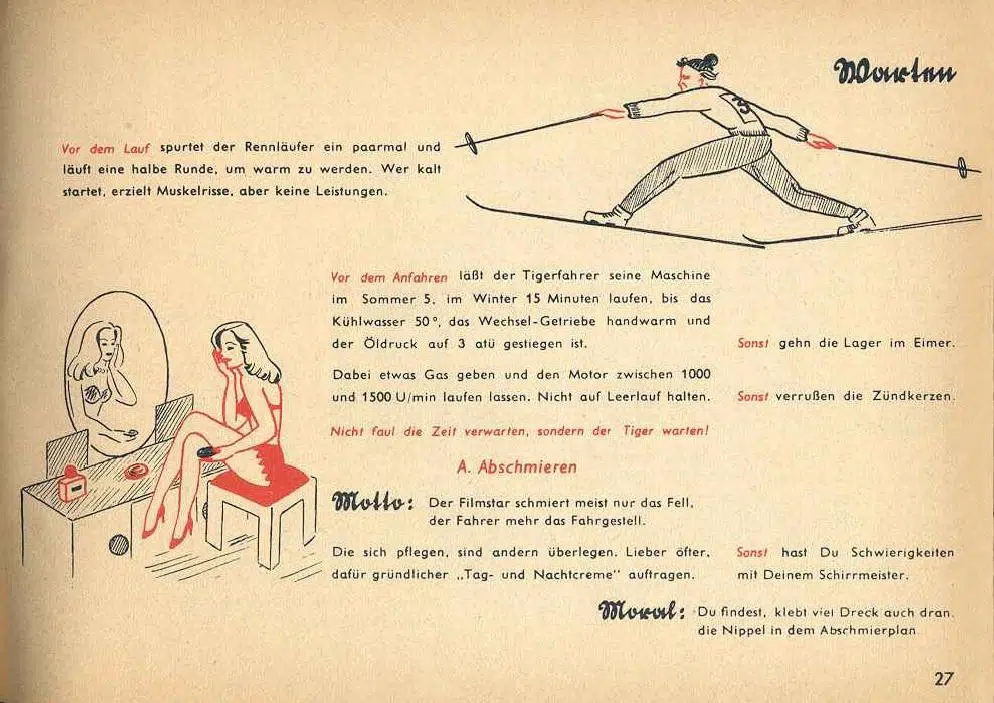 Warten
Vor dem Lauf spurtet der Rennläufer ein paarmal und
läuft eine halbe Runde, um warm zu werden. Wer kalt
startet, erzielt Muskelrisse, aber keine Leistungen.
Vor dem Anfahren läßt der Tigerfahrer seine Maschine
im Sommer 5, im Winter 15 Minuten laufen, bis das
Kühlwasser 50°, das Wechsel-Getriebe handwarm und
der Öldruck auf 3 atü gestiegen ist.
Sonst gehn die Lager im Eimer.
Dabei etwas Gas geben und den Motor zwischen 1000
und 1500 U/min laufen lassen. Nicht auf Leerlauf halten.
Sonst verrußen die Zündkerzen.
Nicht faul die Zeit verwarten, sondern der Tiger warten!
A. Abschmieren
Motto: Der Filmstar schmiert meist nur das Fell,
der Fahrer mehr das Fahrgestell.
Die sich pflegen, sind andern überlegen. Lieber öfter,
dafür gründlicher „Tag- und Nachtcreme" auftragen.
Sonst hast Du Schwierigkeiten
mit Deinem Schirrmeister.
Moral: Du findest, klebt viel Dreck auch dran,
die Nippel in dem Abschmierplan
27